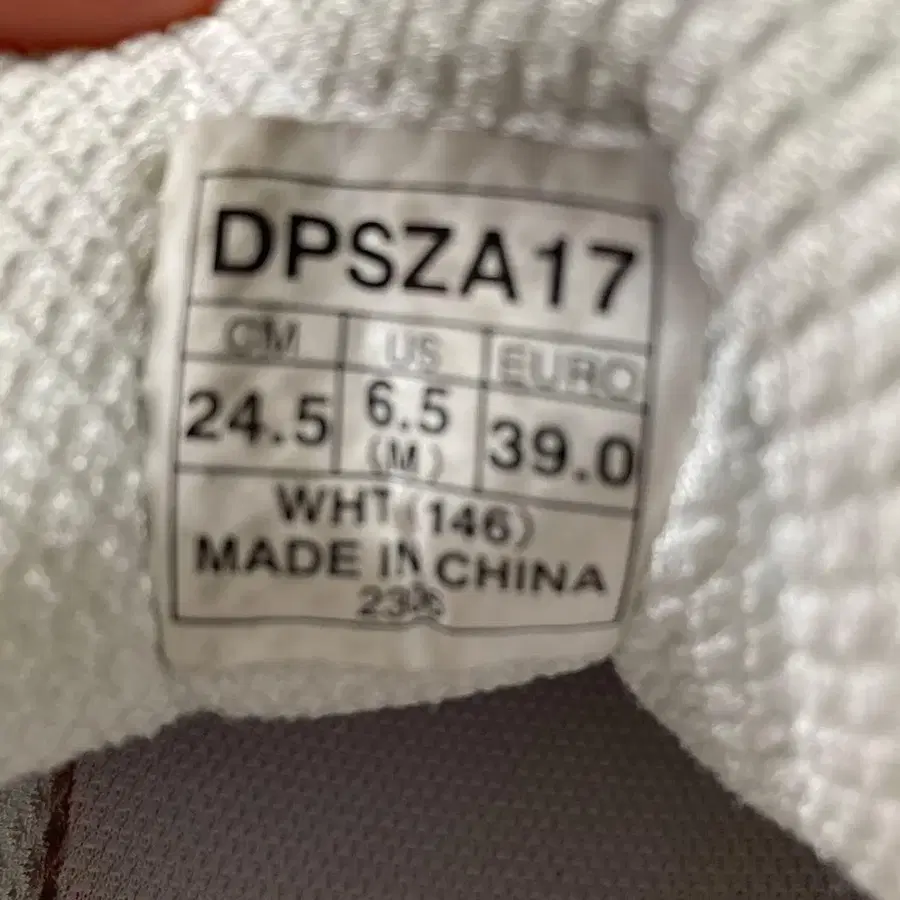 DPSZA17
CM US EURO
24.5 6.5 (M) 39.0
WHT (146)
MADE IN CHINA